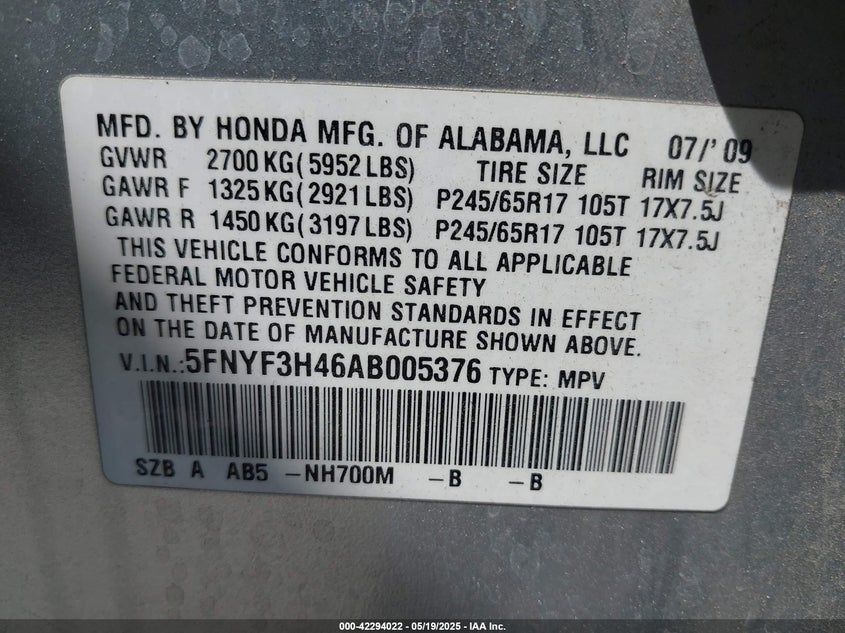 MFD. BY HONDA MFG. OF ALABAMA, LLC 07/'09
GVWR 2700 KG(5952 LBS) TIRE SIZE RIM SIZE
GAWR F 1325 KG(2921 LBS) P245/65R17 105T 17X7.5J
GAWR R 1450 KG(3197 LBS) P245/65R17 105T 17X7.5J
THIS VEHICLE CONFORMS TO ALL APPLICABLE
FEDERAL MOTOR VEHICLE SAFETY
AND THEFT PREVENTION STANDARDS IN EFFECT
ON THE DATE OF MANUFACTURE SHOWN ABOVE.
V.I.N.:5FNYF3H46AB005376 TYPE: MPV
SZB A AB5 -NH700M -B -B
000-42294022 - 05/19/2025 - IAA Inc.